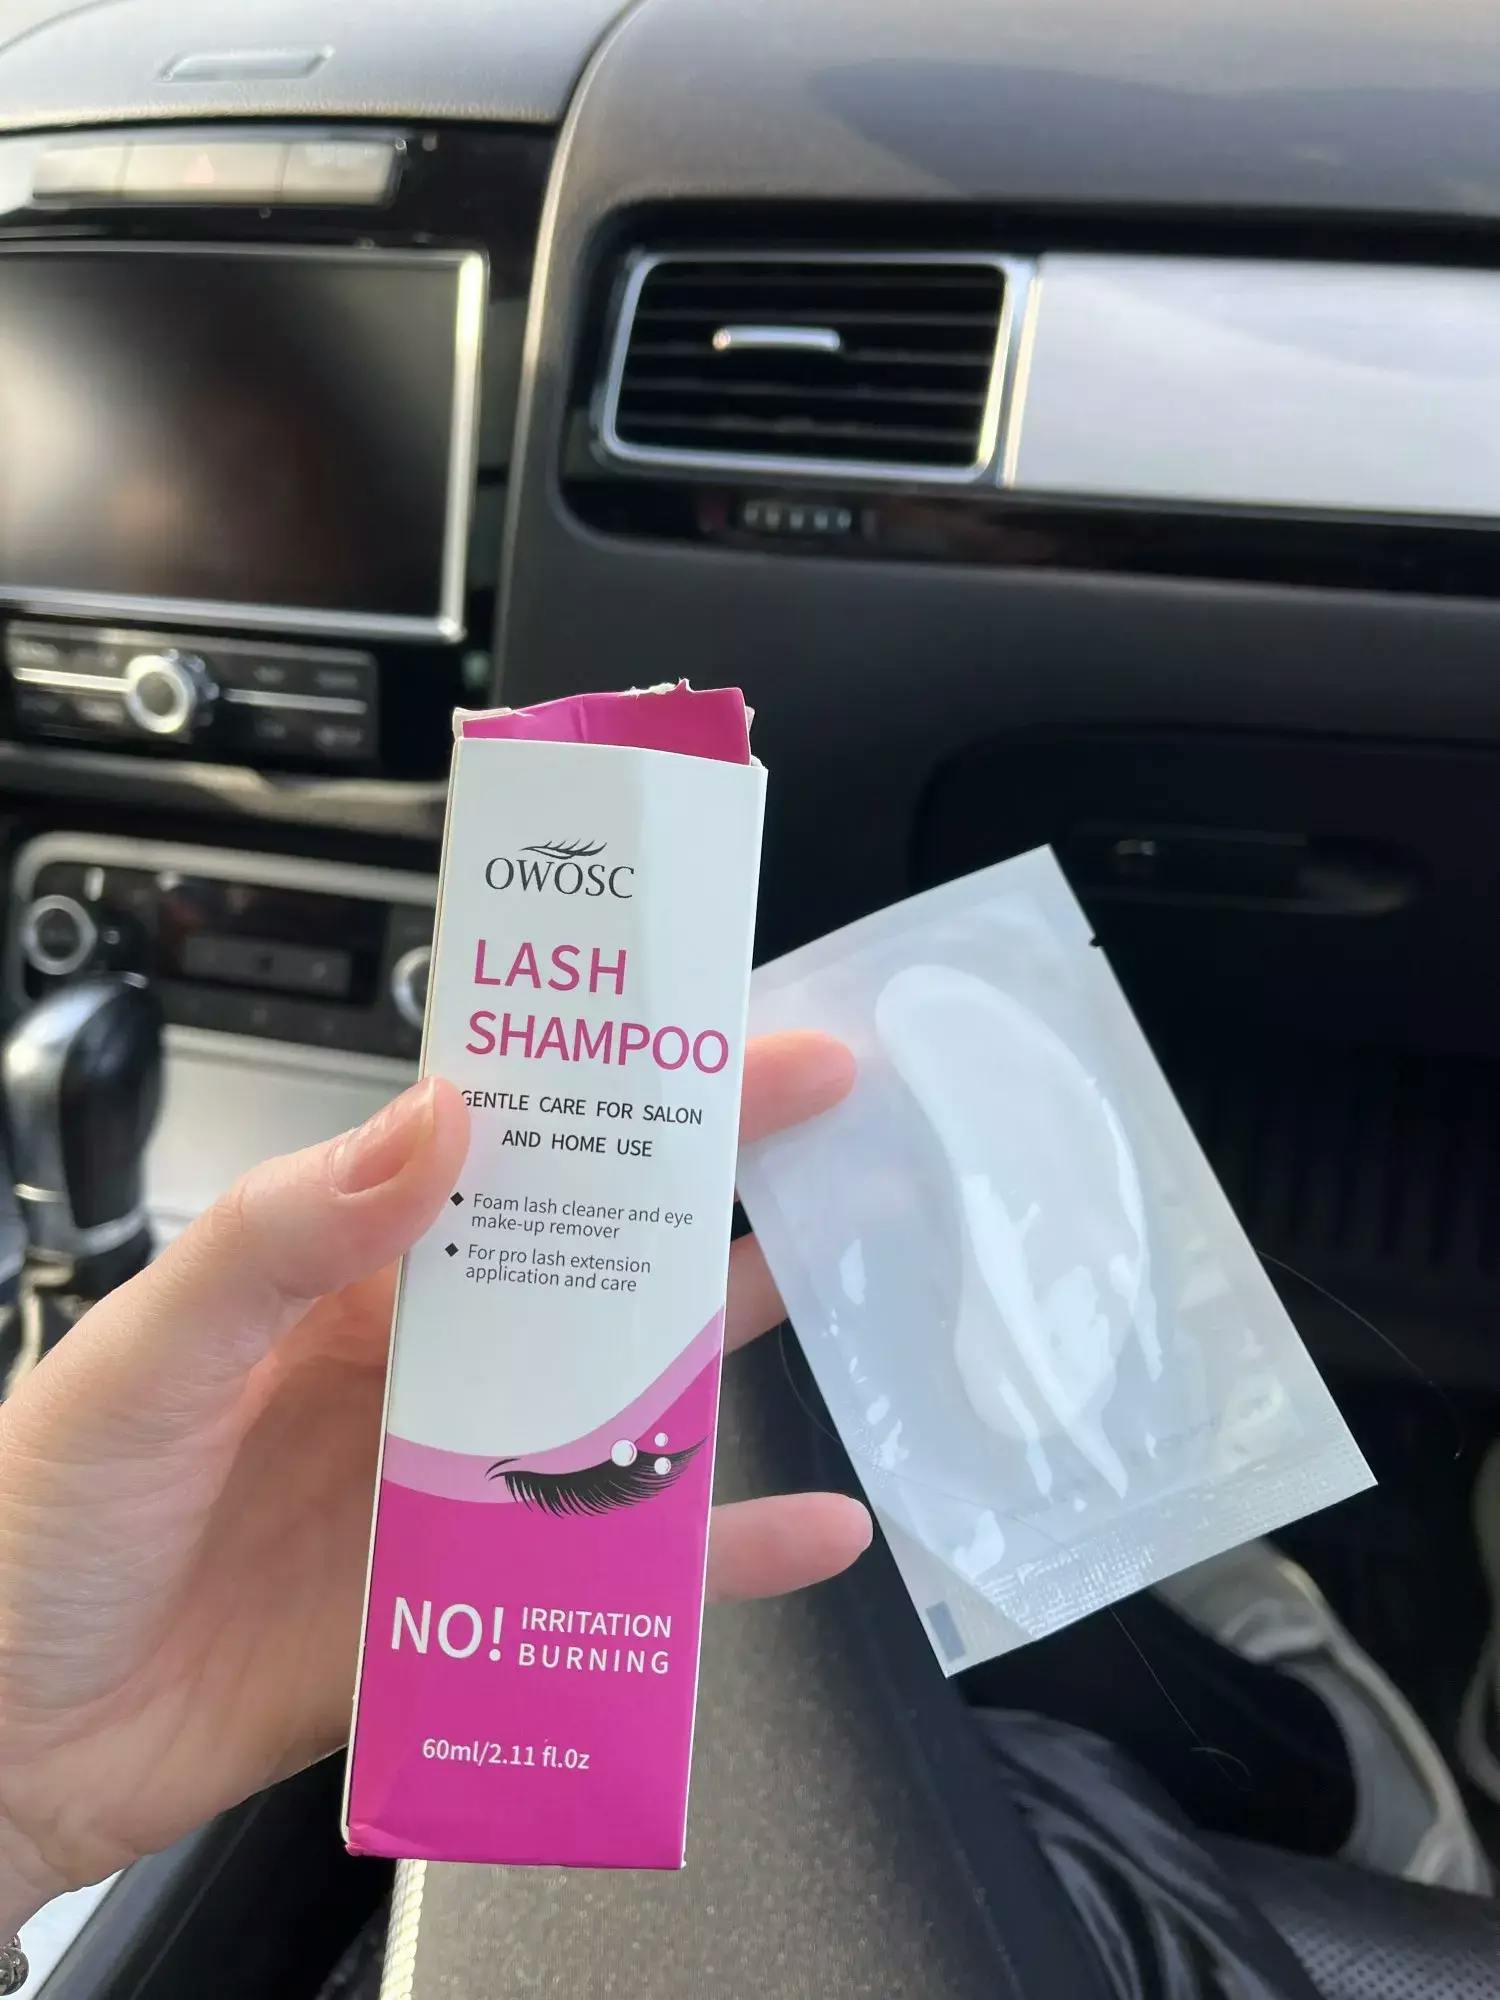 OWOSC
LASH
SHAMPOO
GENTLE CARE FOR SALON
AND HOME USE
◆ Foam lash cleaner and eye
make-up remover
◆ For pro lash extension
application and care
NO! IRRITATION
BURNING
60ml/2.11 fl.0z